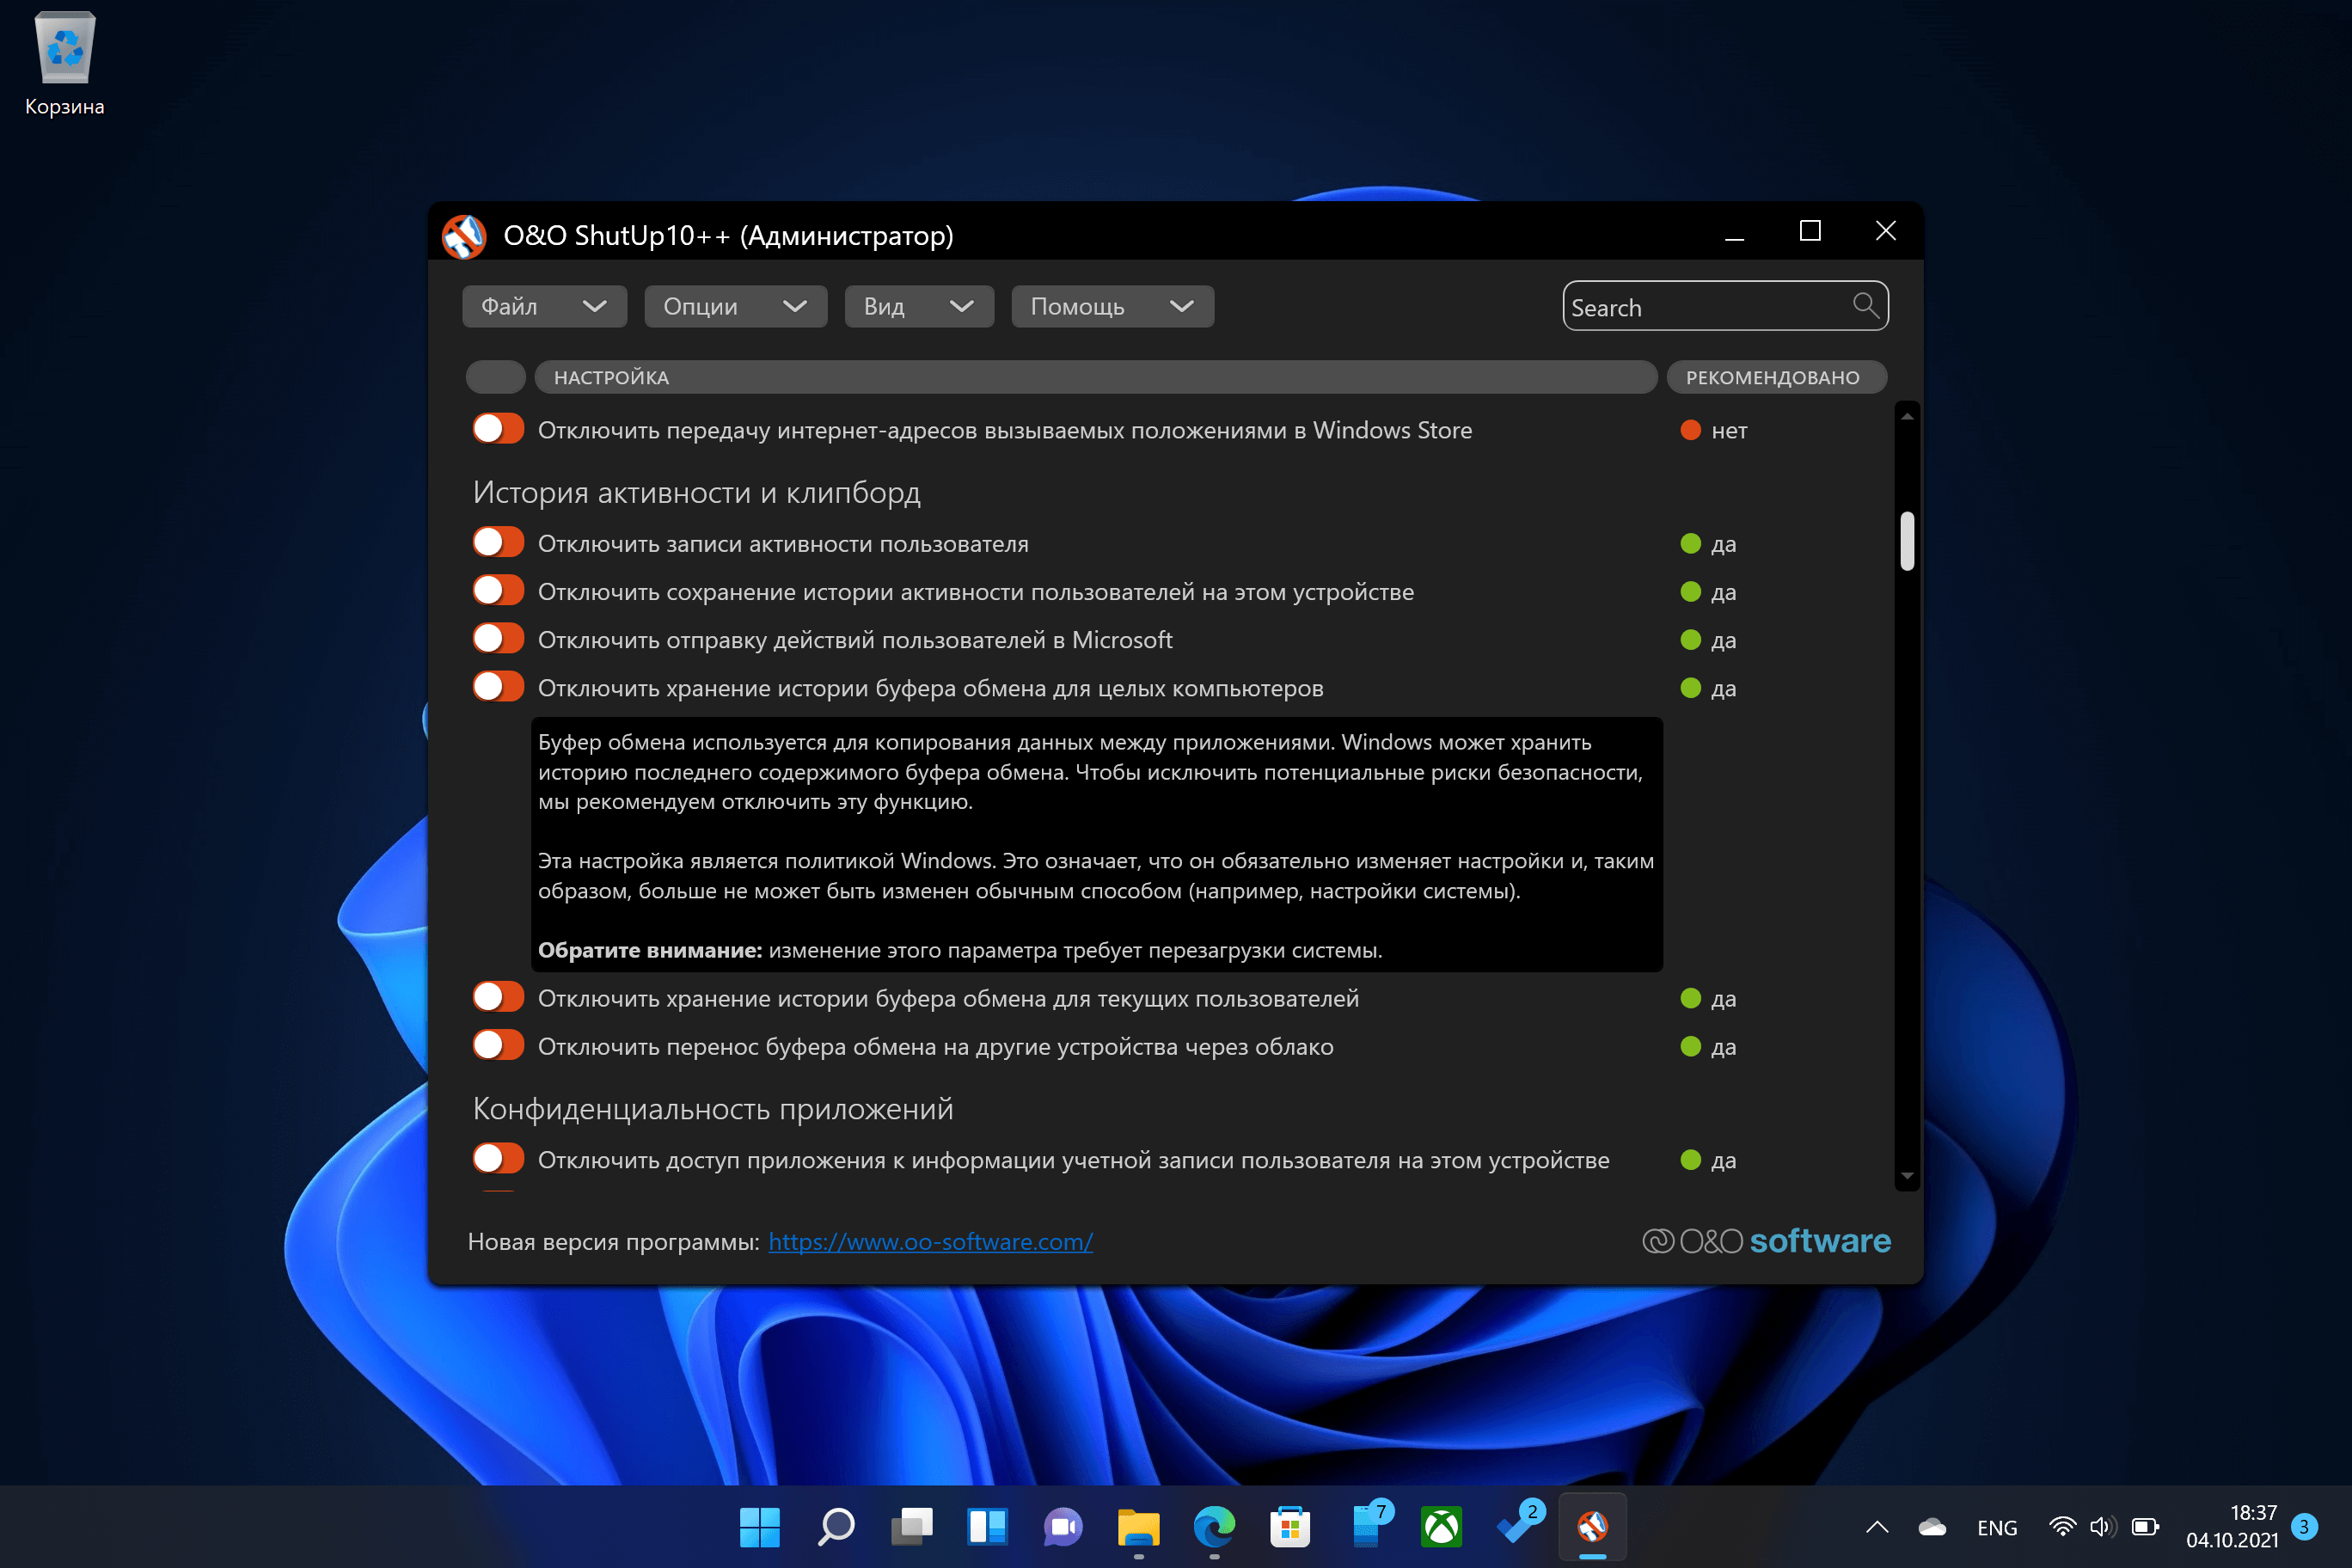 Корзина
O&O ShutUp10++ (Администратор)
Файл
Опции
Вид
Помощь
Search
НАСТРОЙКА
РЕКОМЕНДОВАНО
Отключить передачу интернет-адресов вызываемых положениями в Windows Store
нет
История активности и клипборд
Отключить записи активности пользователя
да
Отключить сохранение истории активности пользователей на этом устройстве
да
Отключить отправку действий пользователей в Microsoft
да
Отключить хранение истории буфера обмена для целых компьютеров
да
Буфер обмена используется для копирования данных между приложениями. Windows может хранить
историю последнего содержимого буфера обмена. Чтобы исключить потенциальные риски безопасности,
мы рекомендуем отключить эту функцию.
Эта настройка является политикой Windows. Это означает, что он обязательно изменяет настройки и, таким
образом, больше не может быть изменен обычным способом (например, настройки системы).
Обратите внимание: изменение этого параметра требует перезагрузки системы.
Отключить хранение истории буфера обмена для текущих пользователей
да
Отключить перенос буфера обмена на другие устройства через облако
да
Конфиденциальность приложений
Отключить доступ приложения к информации учетной записи пользователя на этом устройстве
да
Новая версия программы: https://www.oo-software.com/
O&O software
7
2
ENG
18:37
04.10.2021
3